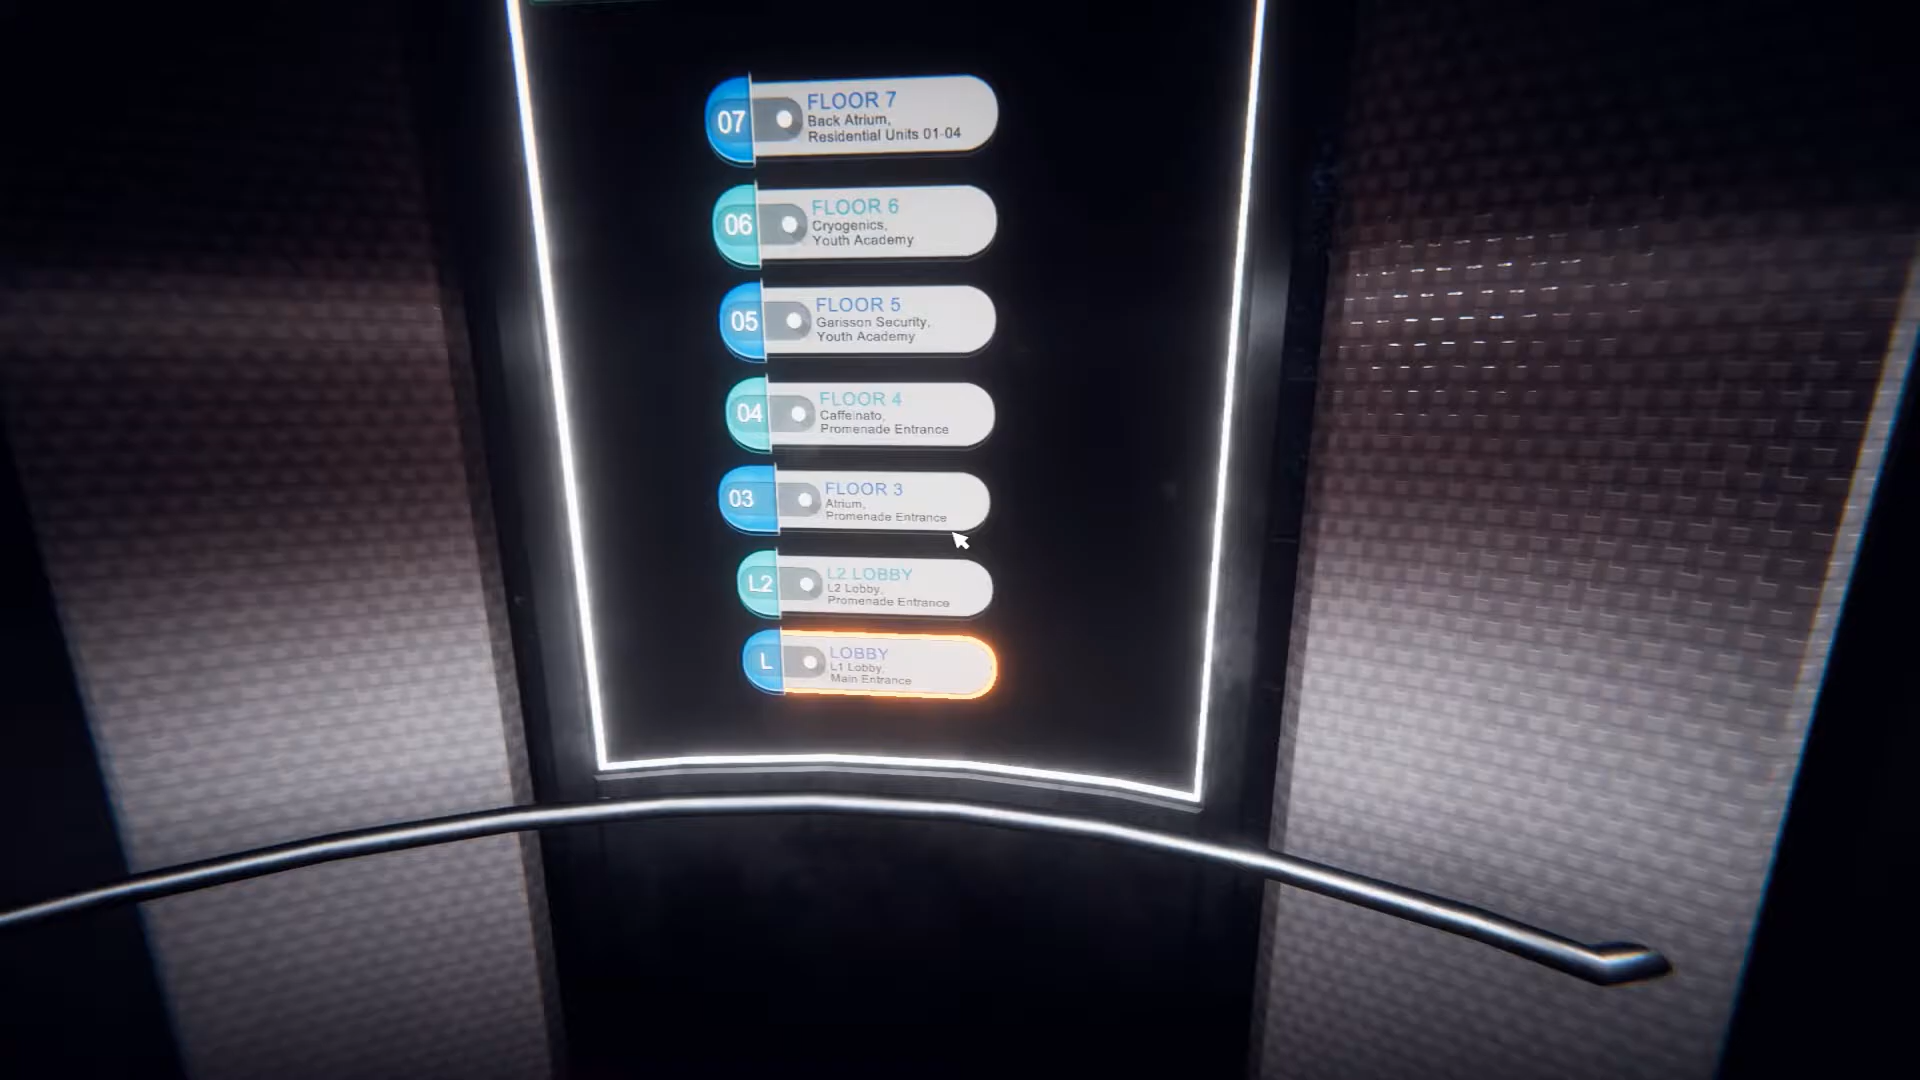 07
FLOOR 7
Back Atrium,
Residential Units 01-04
06
FLOOR 6
Cryogenics,
Youth Academy
05
FLOOR 5
Garisson Security,
Youth Academy
04
FLOOR 4
Caffeinato,
Promenade Entrance
03
FLOOR 3
Atrium,
Promenade Entrance
L2
L2 LOBBY
L2 Lobby,
Promenade Entrance
L
LOBBY
L1 Lobby,
Main Entrance